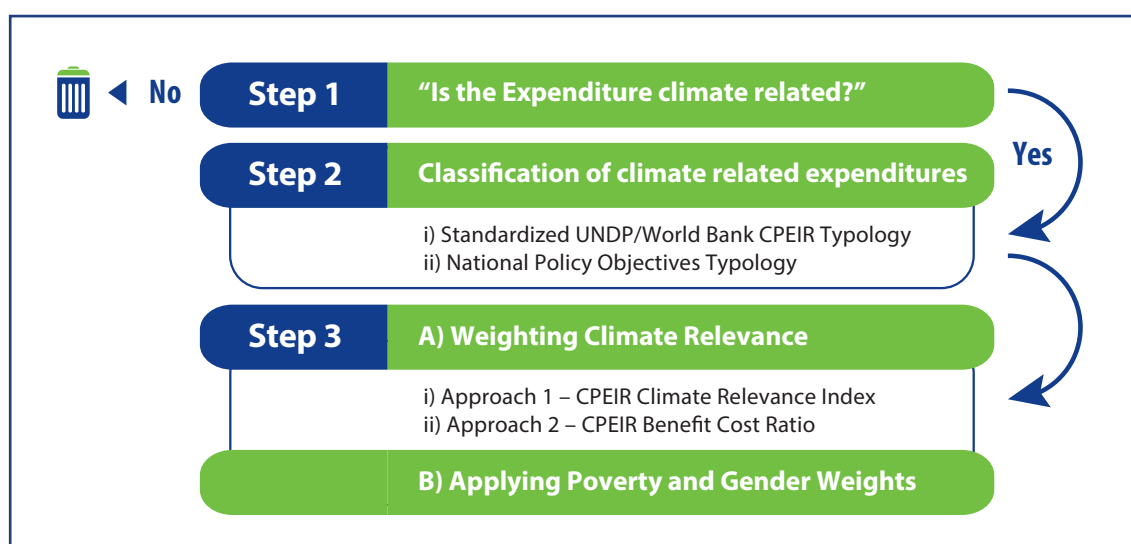 No
Step 1
“Is the Expenditure climate related?”
Yes
Step 2
Classification of climate related expenditures
i) Standardized UNDP/World Bank CPEIR Typology
ii) National Policy Objectives Typology
Step 3
A) Weighting Climate Relevance
i) Approach 1 – CPEIR Climate Relevance Index
ii) Approach 2 – CPEIR Benefit Cost Ratio
B) Applying Poverty and Gender Weights